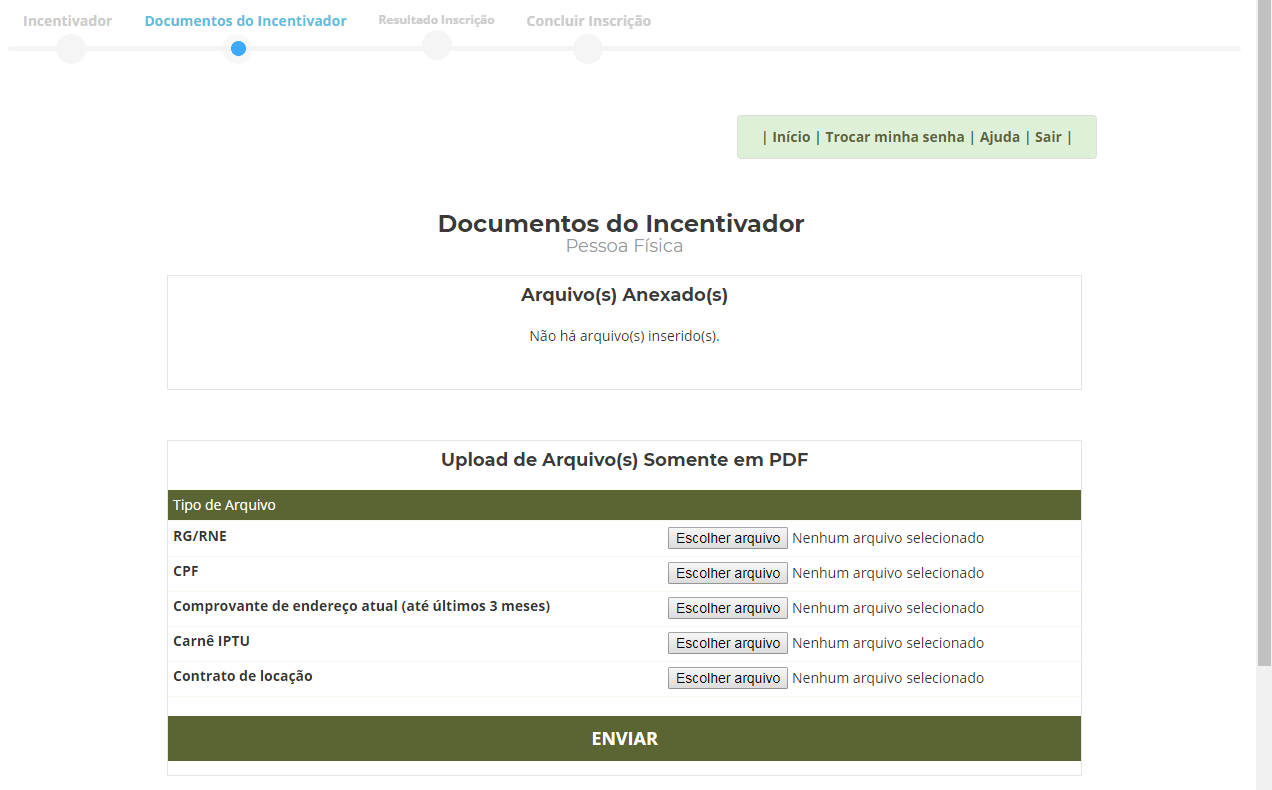 Incentivador Documentos do Incentivador Resultado Inscrição Concluir Inscrição
| Início | Trocar minha senha | Ajuda | Sair |
Documentos do Incentivador
Pessoa Física
Arquivo(s) Anexado(s)
Não há arquivo(s) inserido(s).
Upload de Arquivo(s) Somente em PDF
Tipo de Arquivo
RG/RNE Escolher arquivo Nenhum arquivo selecionado
CPF Escolher arquivo Nenhum arquivo selecionado
Comprovante de endereço atual (até últimos 3 meses) Escolher arquivo Nenhum arquivo selecionado
Carnê IPTU Escolher arquivo Nenhum arquivo selecionado
Contrato de locação Escolher arquivo Nenhum arquivo selecionado
ENVIAR